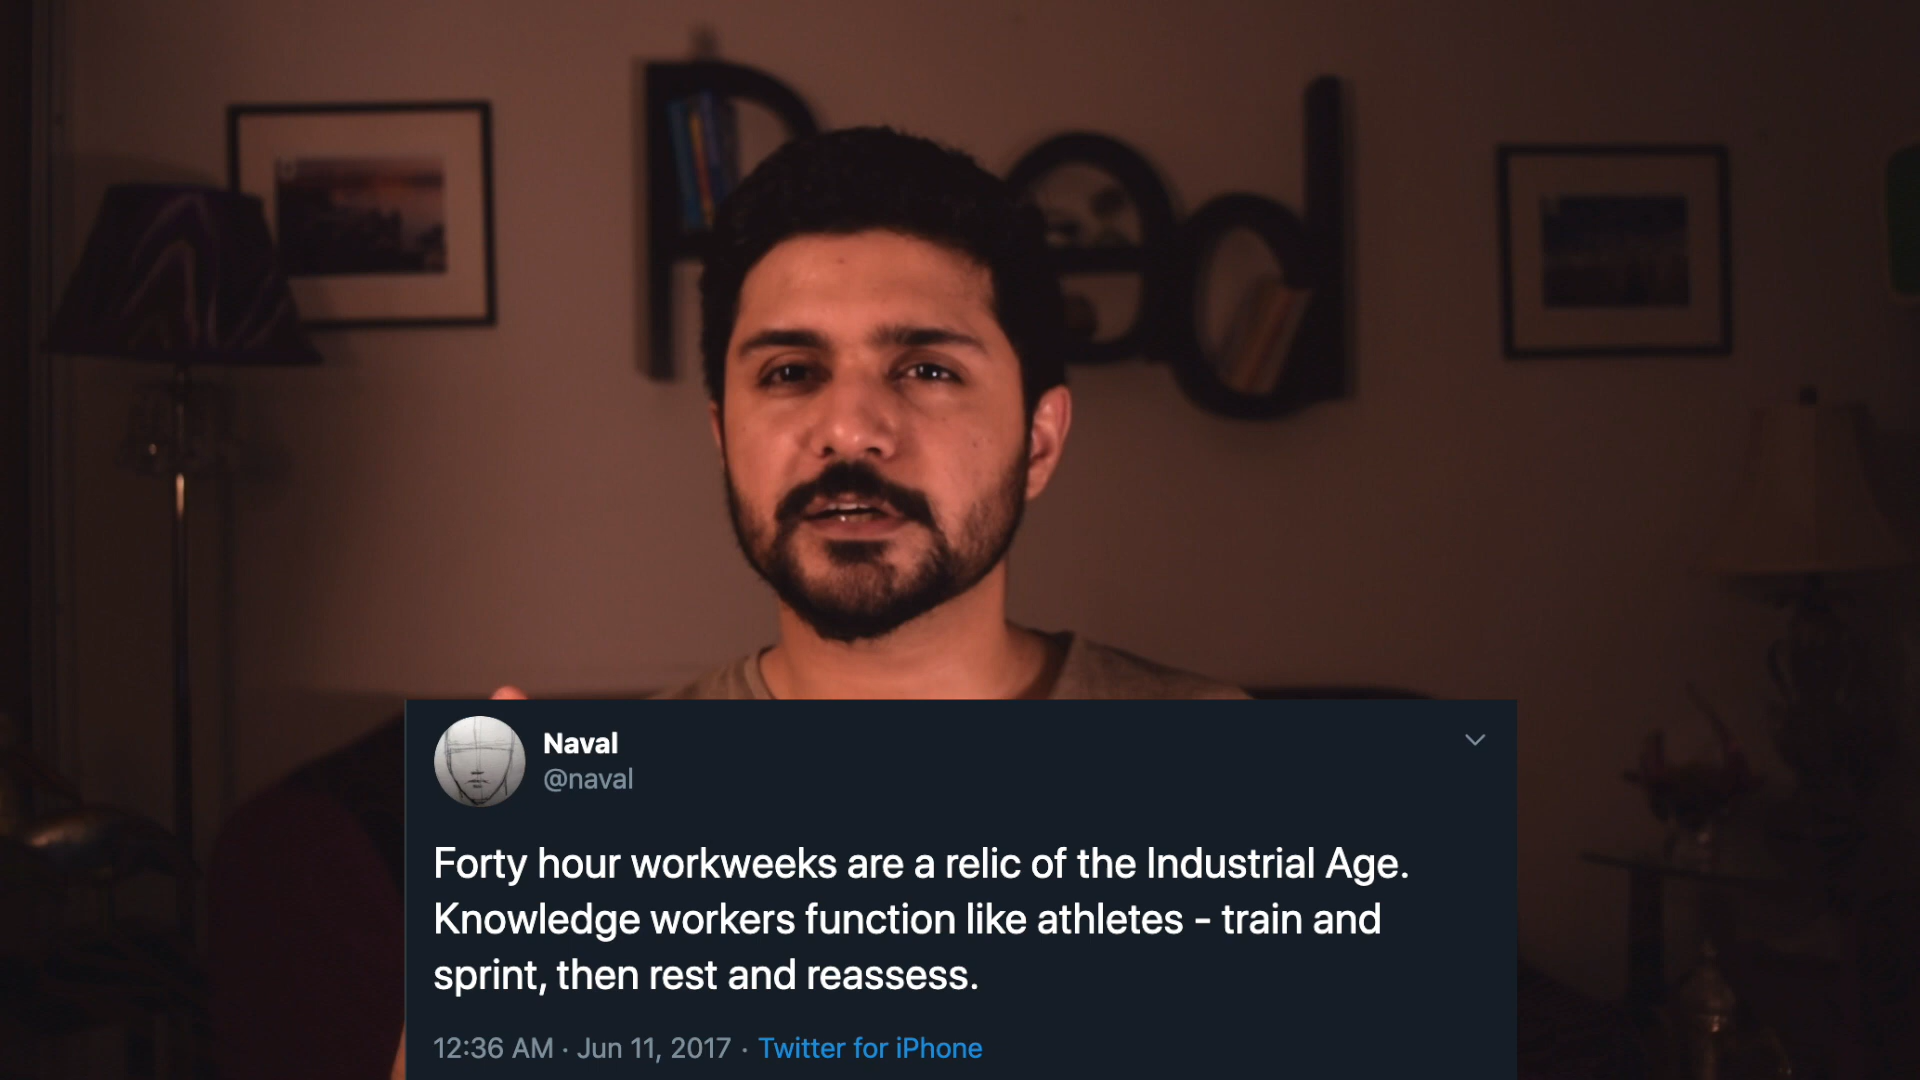 Read
Naval
@naval
Forty hour workweeks are a relic of the Industrial Age.
Knowledge workers function like athletes - train and
sprint, then rest and reassess.
12:36 AM · Jun 11, 2017 · Twitter for iPhone